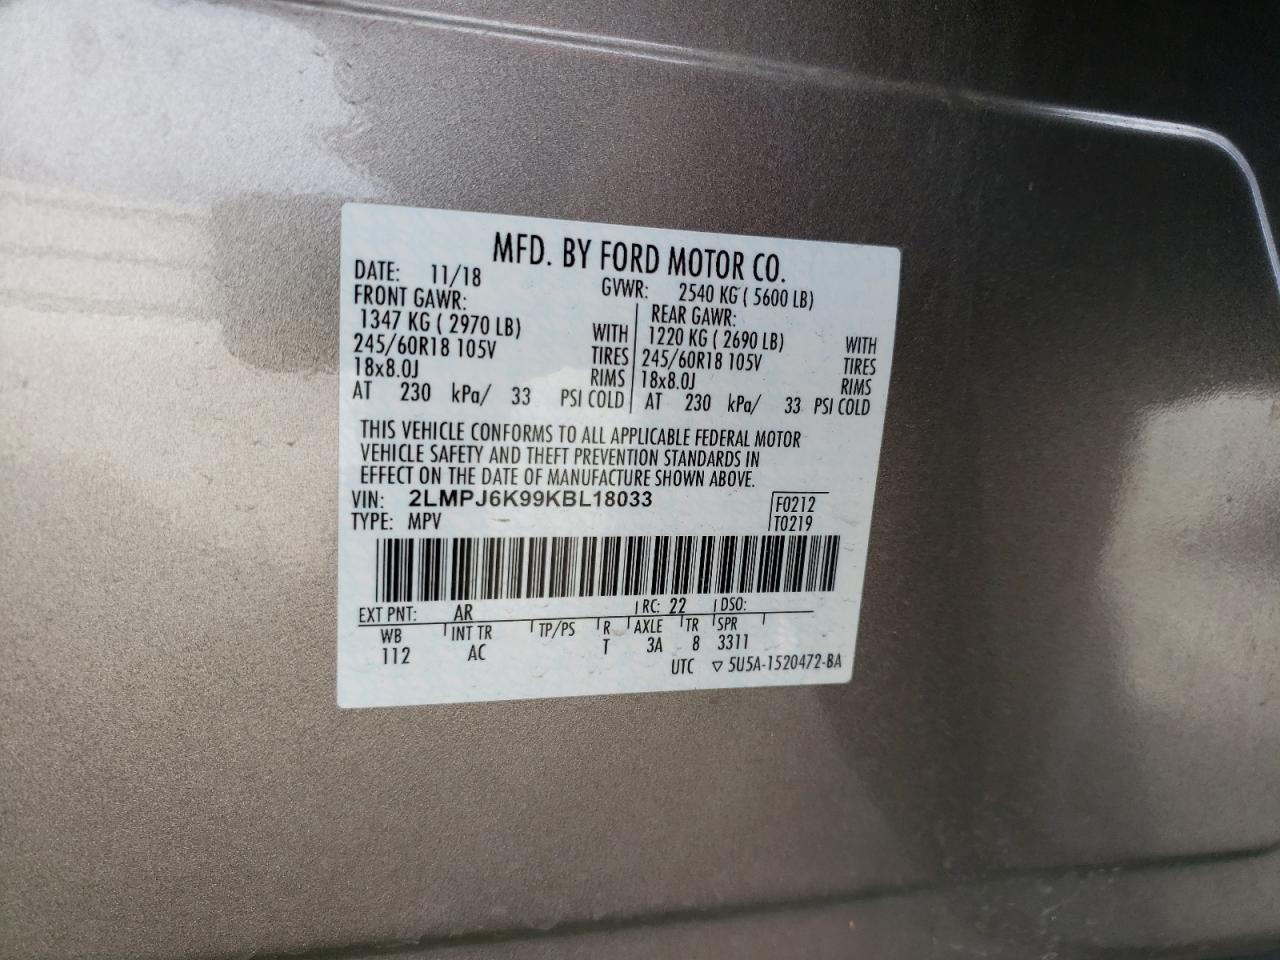 MFD. BY FORD MOTOR CO.
DATE: 11/18 GVWR: 2540 KG ( 5600 LB)
FRONT GAWR: REAR GAWR:
1347 KG ( 2970 LB) WITH 1220 KG ( 2690 LB) WITH
245/60R18 105V TIRES 245/60R18 105V TIRES
18x8.0J RIMS 18x8.0J RIMS
AT 230 kPa/ 33 PSI COLD AT 230 kPa/ 33 PSI COLD
THIS VEHICLE CONFORMS TO ALL APPLICABLE FEDERAL MOTOR
VEHICLE SAFETY AND THEFT PREVENTION STANDARDS IN
EFFECT ON THE DATE OF MANUFACTURE SHOWN ABOVE.
VIN: 2LMPJ6K99KBL18033 F0212
TYPE: MPV T0219
EXT PNT: AR RC: 22 DSO:
WB INT TR TP/PS R AXLE TR SPR
112 AC T 3A 8 3311
UTC ▽ 5U5A-1520472-BA